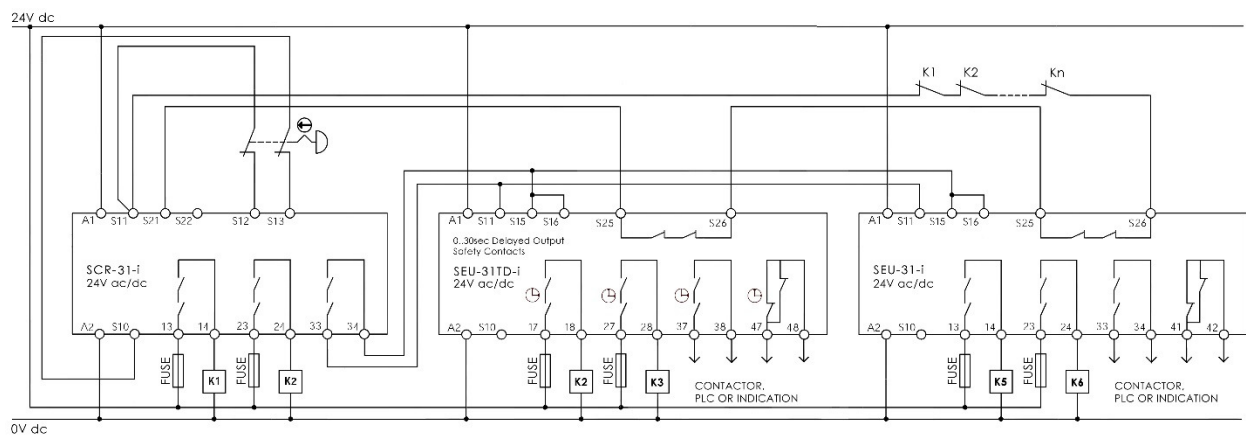 24V dc
K1 K2 Kn
A1 S11 S21 S22 S12 S13
A1 S11 S15 S16 S25 S26
A1 S11 S15 S16 S25 S26
SCR-31-i
24V ac/dc
0..30sec Delayed Output
Safety Contacts
SEU-31TD-i
24V ac/dc
SEU-31-i
24V ac/dc
A2 S10 13 14 23 24 33 34
A2 S10 17 18 27 28 37 38 47 48
A2 S10 13 14 23 24 33 34 41 42
FUSE K1 FUSE K2
FUSE K2 FUSE K3
CONTACTOR,
PLC OR INDICATION
FUSE K5 FUSE K6
CONTACTOR,
PLC OR INDICATION
0V dc